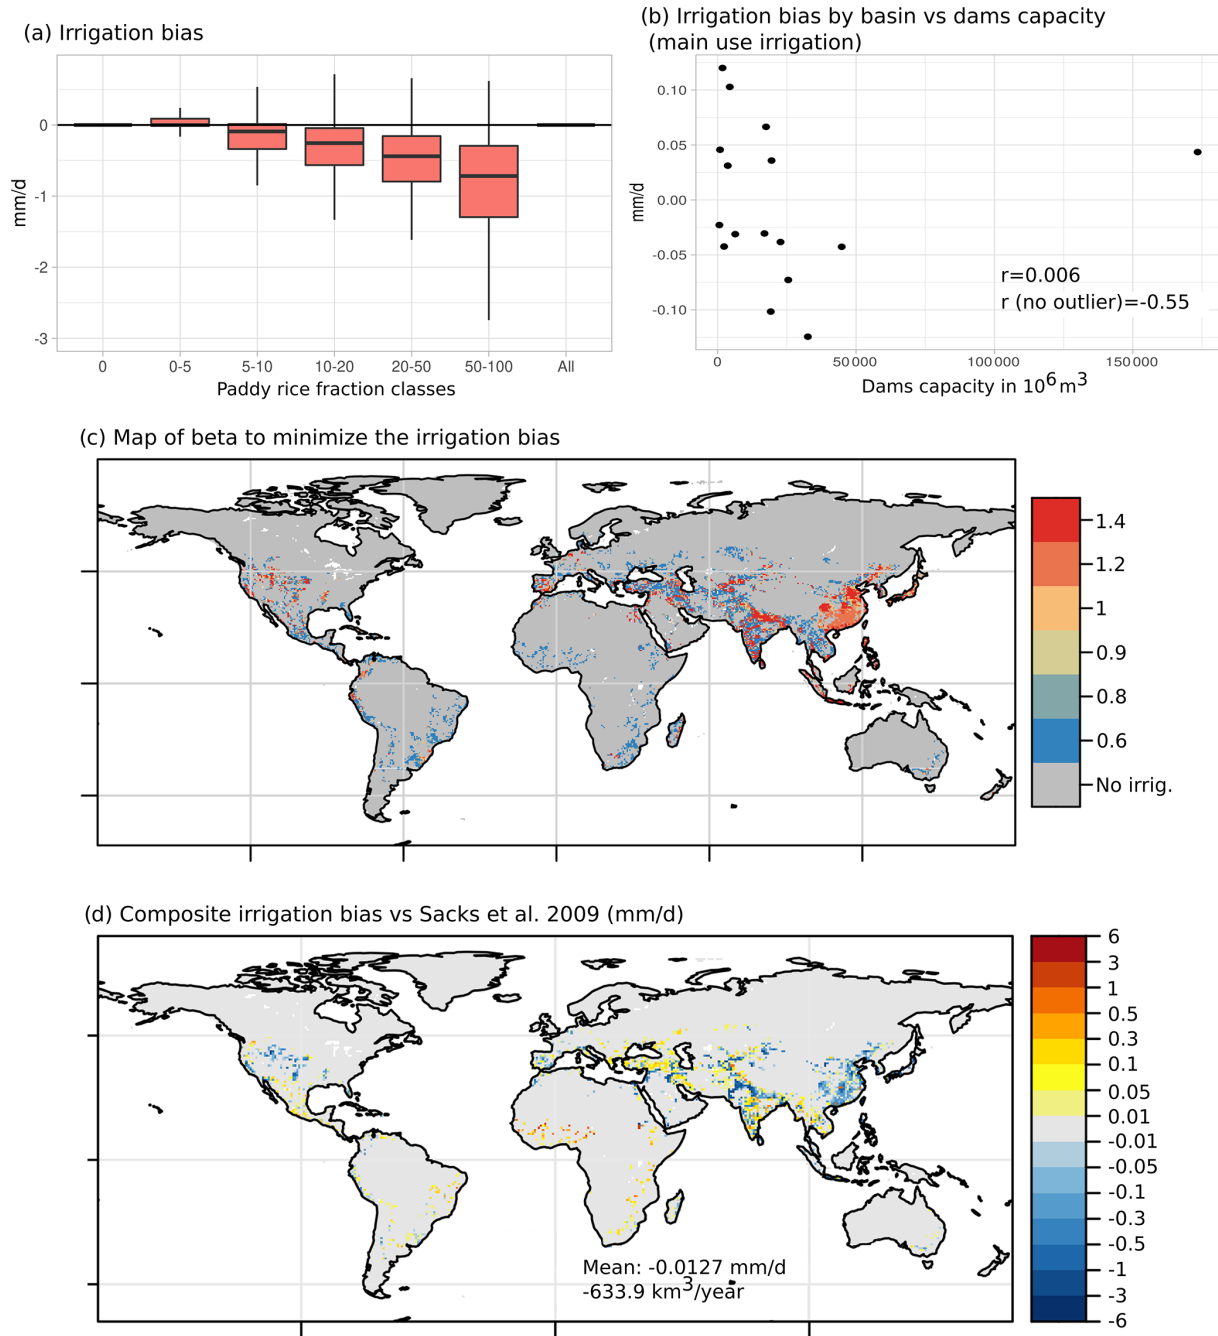 (a) Irrigation bias
mm/d
0
-1
-2
-3
0
0-5
5-10
10-20
20-50
50-100
All
Paddy rice fraction classes
(b) Irrigation bias by basin vs dams capacity
(main use irrigation)
mm/d
0.10
0.05
0.00
-0.05
-0.10
r=0.006
r (no outlier)=-0.55
0
50000
100000
150000
Dams capacity in 10⁶m³
(c) Map of beta to minimize the irrigation bias
1.4
1.2
1
0.9
0.8
0.6
No irrig.
(d) Composite irrigation bias vs Sacks et al. 2009 (mm/d)
Mean: -0.0127 mm/d
-633.9 km³/year
6
3
1
0.5
0.3
0.1
0.05
0.01
-0.01
-0.05
-0.1
-0.3
-0.5
-1
-3
-6